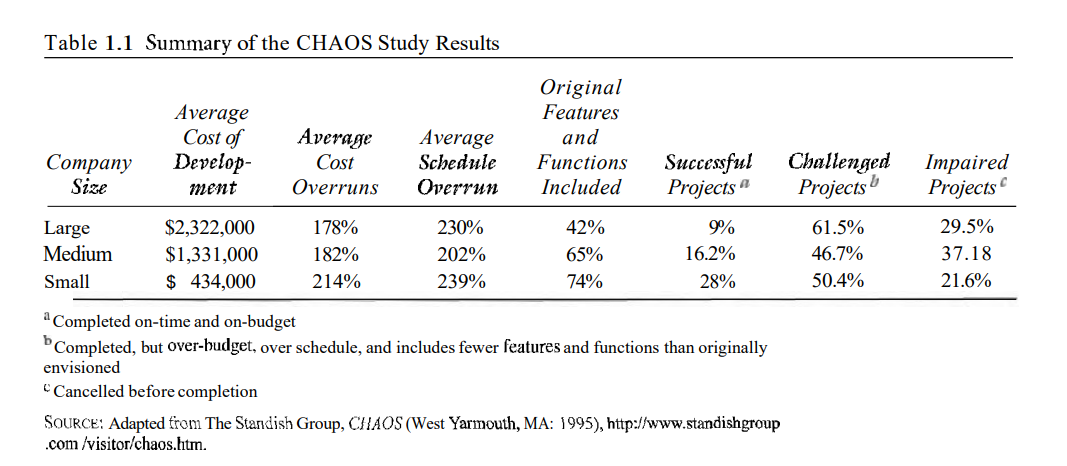 Table 1.1 Summary of the CHAOS Study Results
Company Size | Average Cost of Develop-ment | Average Cost Overruns | Average Schedule Overrun | Original Features and Functions Included | Successful Projects a | Challenged Projects b | Impaired Projects c
Large $2,322,000 178% 230% 42% 9% 61.5% 29.5%
Medium $1,331,000 182% 202% 65% 16.2% 46.7% 37.18
Small $ 434,000 214% 239% 74% 28% 50.4% 21.6%
a Completed on-time and on-budget
b Completed, but over-hudget, over schedule, and includes fewer features and functions than originally
envisioned
c Cancelled before completion
SOURCE: Adapted from The Standish Group, CHAOS (West Yarmouth, MA: 1995), http://www.standishgroup
.com /visitor/chaos.htm.